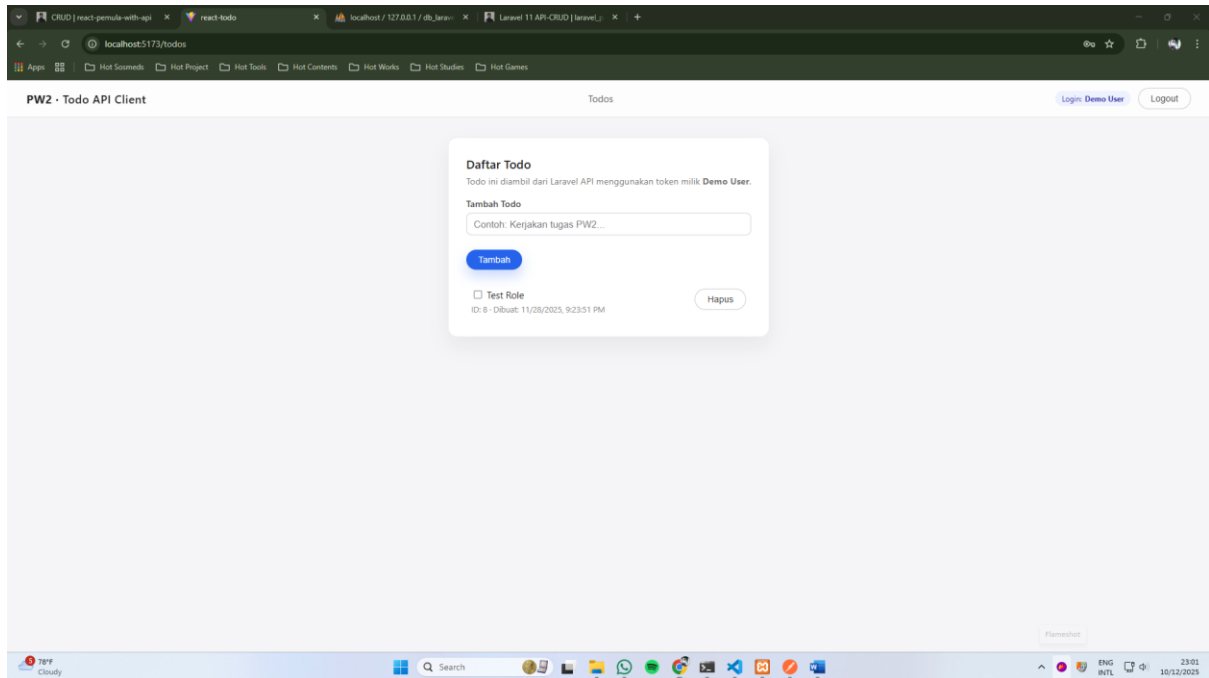 CRUD | react-pemula-with-api
react-todo
localhost / 127.0.0.1 / db_larav
Laravel 11 API-CRUD | laravel_
localhost:5173/todos
Apps
Hot Sosmeds
Hot Project
Hot Tools
Hot Contents
Hot Works
Hot Studies
Hot Games
PW2 · Todo API Client
Todos
Login: Demo User
Logout
Daftar Todo
Todo ini diambil dari Laravel API menggunakan token milik Demo User.
Tambah Todo
Contoh: Kerjakan tugas PW2...
Tambah
Test Role
Hapus
ID: 8 · Dibuat: 11/28/2025, 9:23:51 PM
Flameshot
5
78°F
Cloudy
Search
ENG
INTL
23:01
10/12/2025